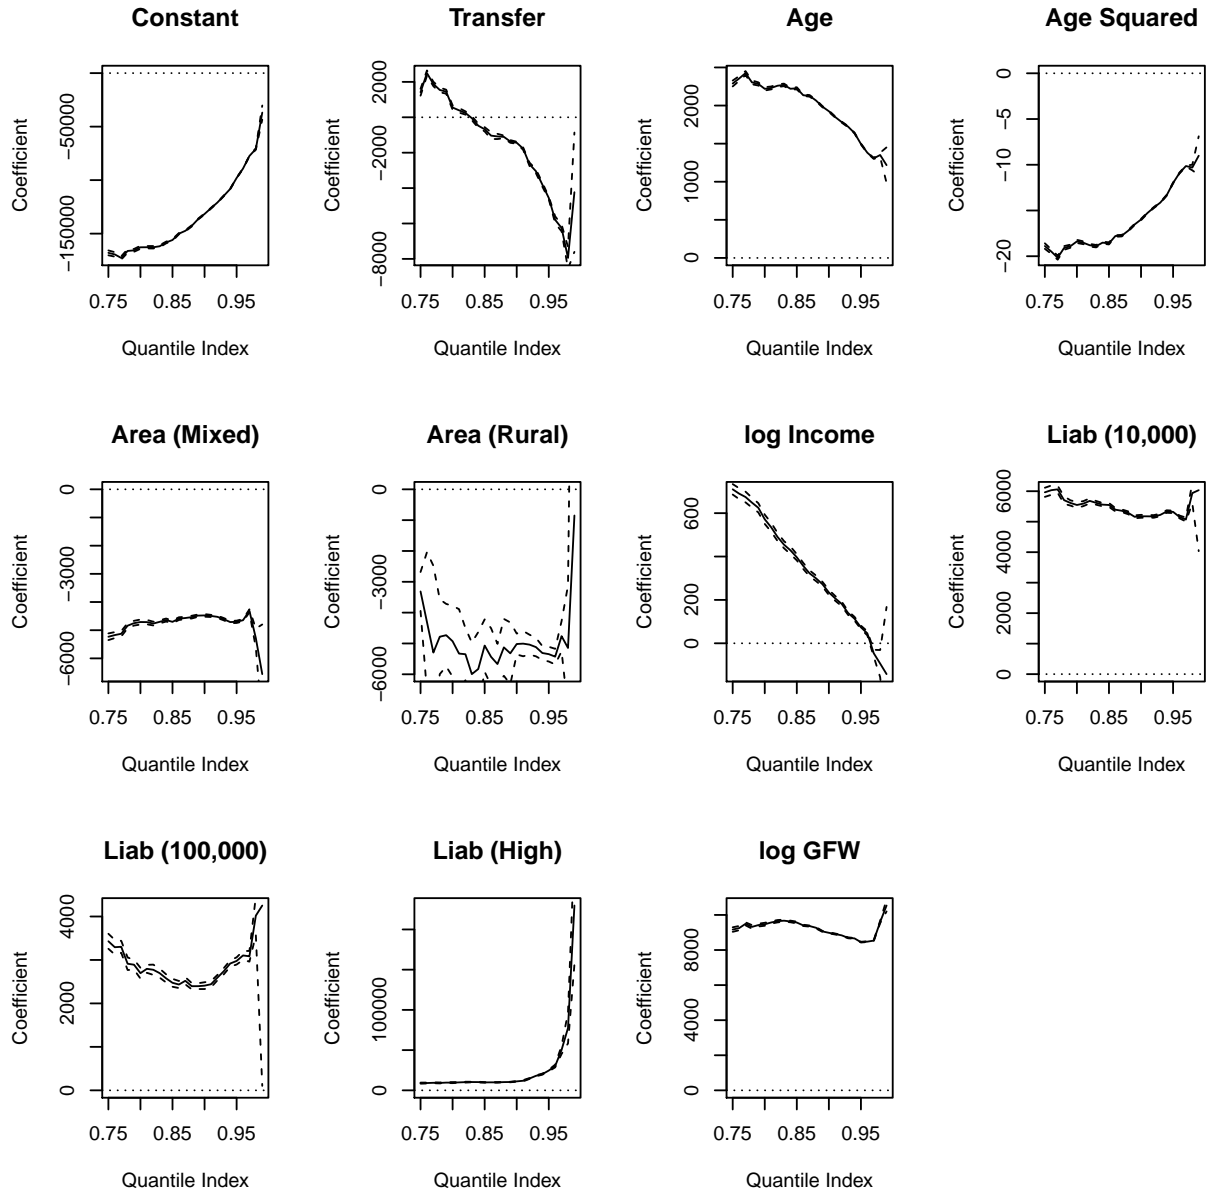 Constant
Transfer
Age
Age Squared
Coefficient
−150000
−50000
Coefficient
−8000
−2000
2000
Coefficient
0
1000
2000
Coefficient
−20
−10
−5
0
0.75 0.85 0.95
0.75 0.85 0.95
0.75 0.85 0.95
0.75 0.85 0.95
Quantile Index
Quantile Index
Quantile Index
Quantile Index
Area (Mixed)
Area (Rural)
log Income
Liab (10,000)
Coefficient
−6000
−3000
0
Coefficient
−6000
−3000
0
Coefficient
0
200
600
Coefficient
0
2000
4000
6000
0.75 0.85 0.95
0.75 0.85 0.95
0.75 0.85 0.95
0.75 0.85 0.95
Quantile Index
Quantile Index
Quantile Index
Quantile Index
Liab (100,000)
Liab (High)
log GFW
Coefficient
0
2000
4000
Coefficient
0
100000
Coefficient
0
4000
8000
0.75 0.85 0.95
0.75 0.85 0.95
0.75 0.85 0.95
Quantile Index
Quantile Index
Quantile Index